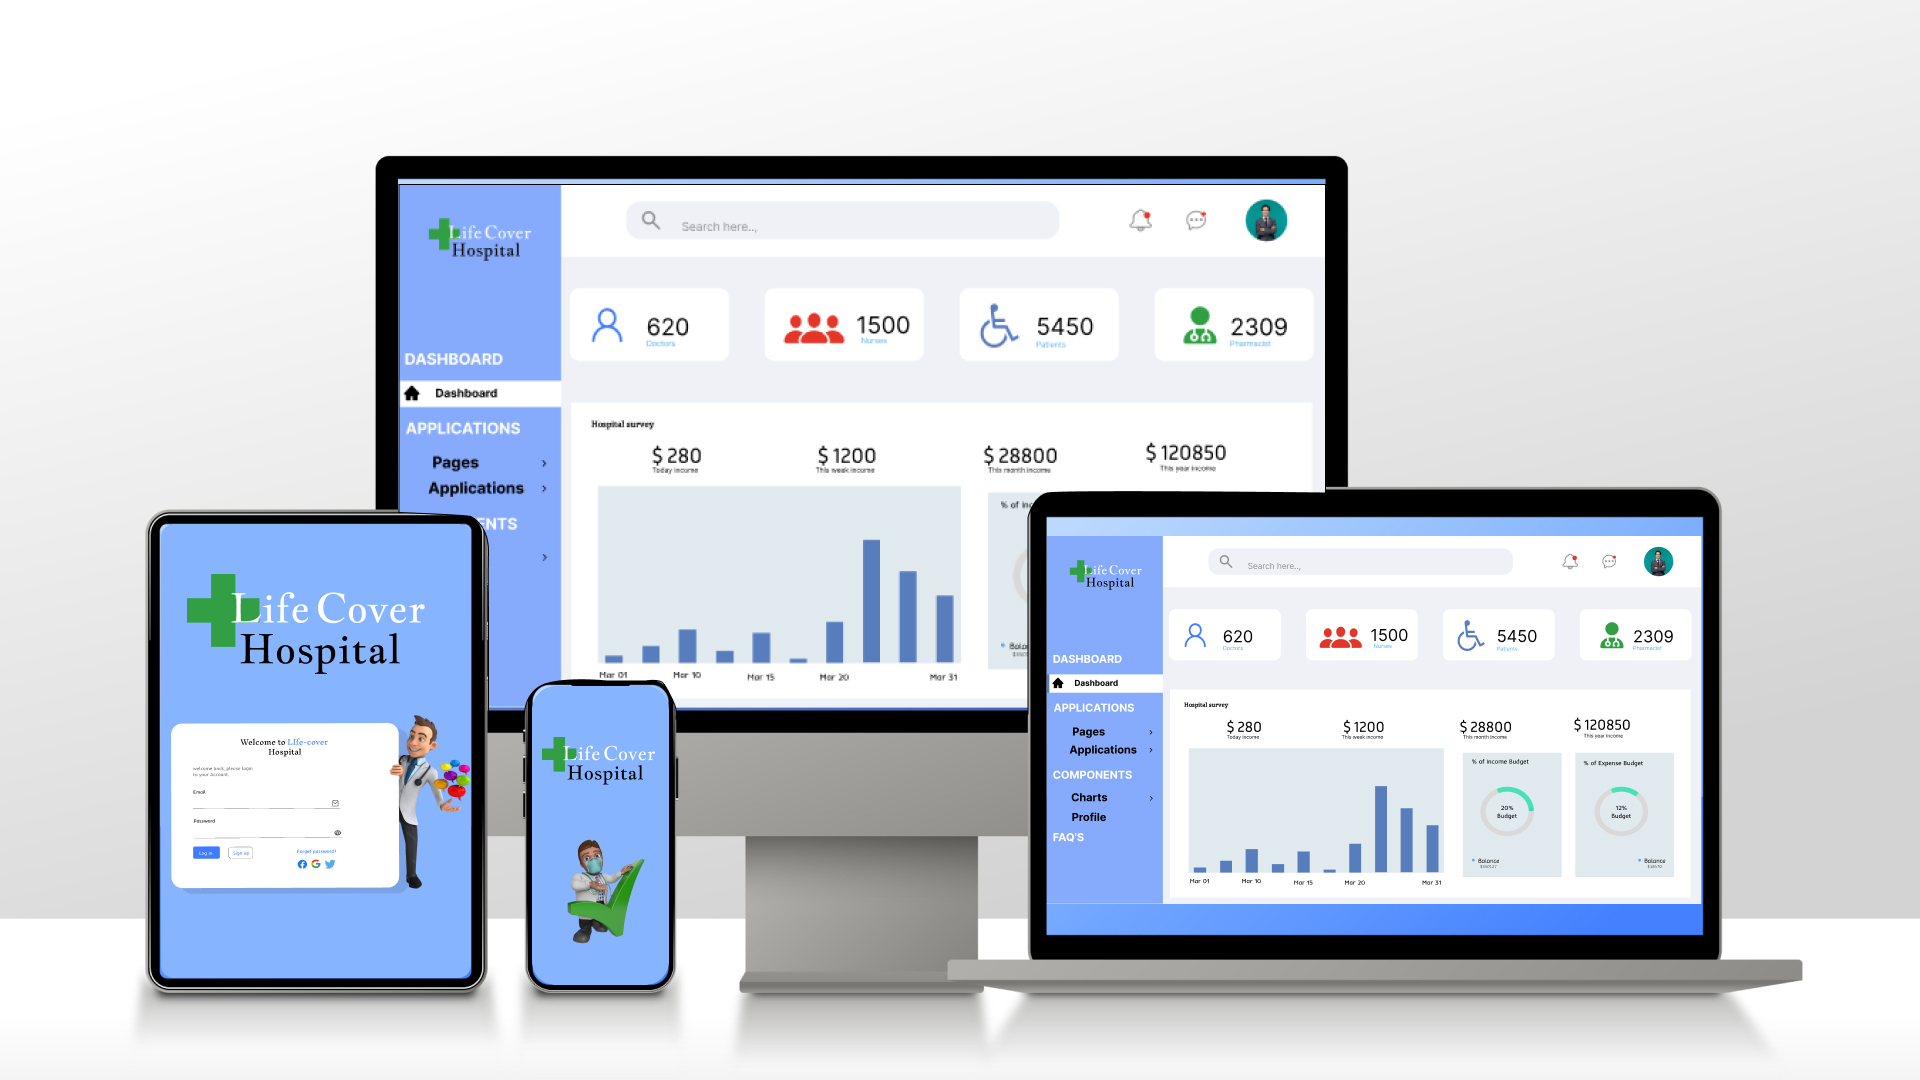 Life Cover
Hospital
Search here..,
620
Doctors
1500
Nurses
5450
Patients
2309
Pharmacist
DASHBOARD
Dashboard
APPLICATIONS
Pages
Applications
ENTS
Hospital survey
$ 280
Today income
$ 1200
This week income
$ 28800
This month income
$ 120850
This year income
% of inc
Balan
Mar 01
Mar 10
Mar 15
Mar 20
Mar 31
Life Cover
Hospital
Welcome to LIfe-cover
Hospital
welcome back, please login
to your Account.
Email
Password
Log in
Sign up
Forget password?
Life Cover
Hospital
Life Cover
Hospital
Search here..,
620
Doctors
1500
Nurses
5450
Patients
2309
Pharmacist
DASHBOARD
Dashboard
APPLICATIONS
Pages
Applications
COMPONENTS
Charts
Profile
FAQ'S
Hospital survey
$ 280
Today income
$ 1200
This week income
$ 28800
This month income
$ 120850
This year income
% of Income Budget
20%
Budget
Balance
% of Expense Budget
12%
Budget
Balance
Mar 01
Mar 10
Mar 15
Mar 20
Mar 31